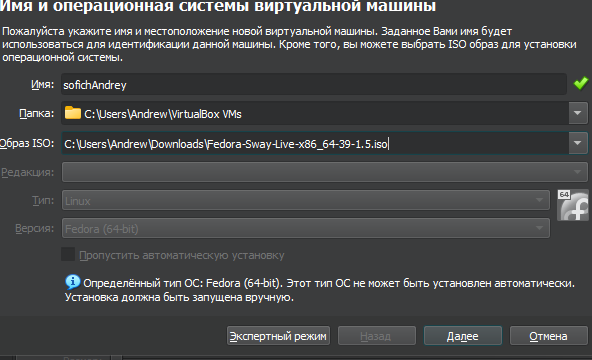 Имя и операционная система виртуальной машины
Пожалуйста укажите имя и местоположение новой виртуальной машины. Заданное Вами имя будет
использоваться для идентификации данной машины. Кроме того, вы можете выбрать ISO образ для установки
операционной системы.
Имя: sofichAndrey
Папка: C:\Users\Andrew\VirtualBox VMs
Образ ISO: C:\Users\Andrew\Downloads\Fedora-Sway-Live-x86_64-39-1.5.iso
Редакция:
Тип: Linux
64
Версия: Fedora (64-bit)
Пропустить автоматическую установку
Определённый тип ОС: Fedora (64-bit). Этот тип ОС не может быть установлен автоматически.
Установка должна быть запущена вручную.
Экспертный режим Назад Далее Отмена